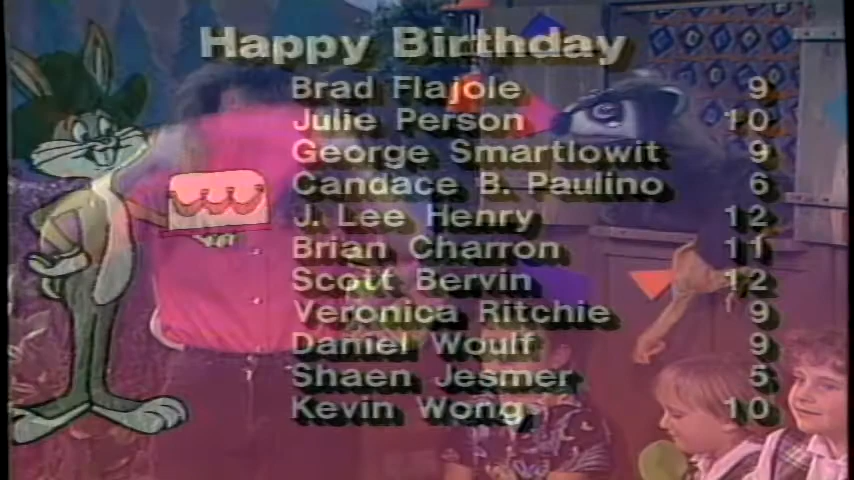 Happy Birthday
Brad Flajole 9
Julie Person 10
George Smartlowit 9
Candace B. Paulino 6
J. Lee Henry 12
Brian Charron 11
Scott Bervin 12
Veronica Ritchie 9
Daniel Woulf 9
Shaen Jesmer 5
Kevin Wong 10